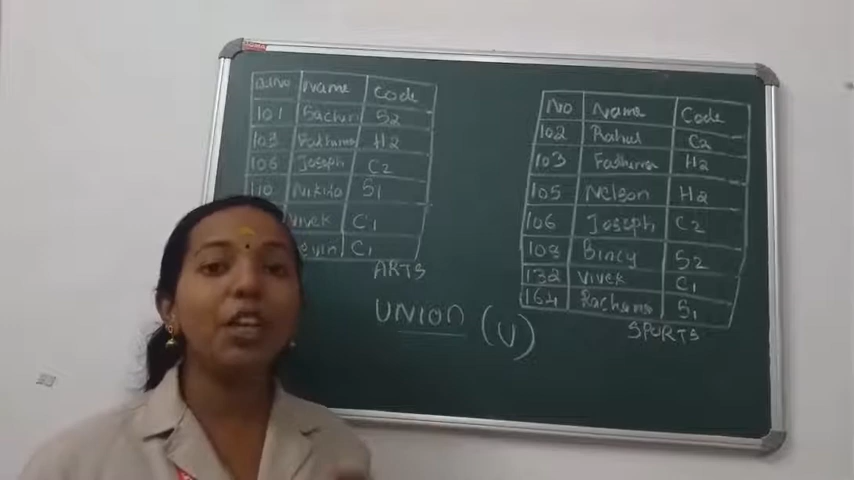 Name Code
101 Sachin S2
103 Fathima H2
106 Joseph C2
110 Nikita S1
Vivek C1
C1
ARTS
No Name Code
102 Rahul C2
103 Fathima H2
105 Nelson H2
106 Joseph C2
108 Bincy S2
132 Vivek C1
164 Rachana S1
SPORTS
UNION (U)